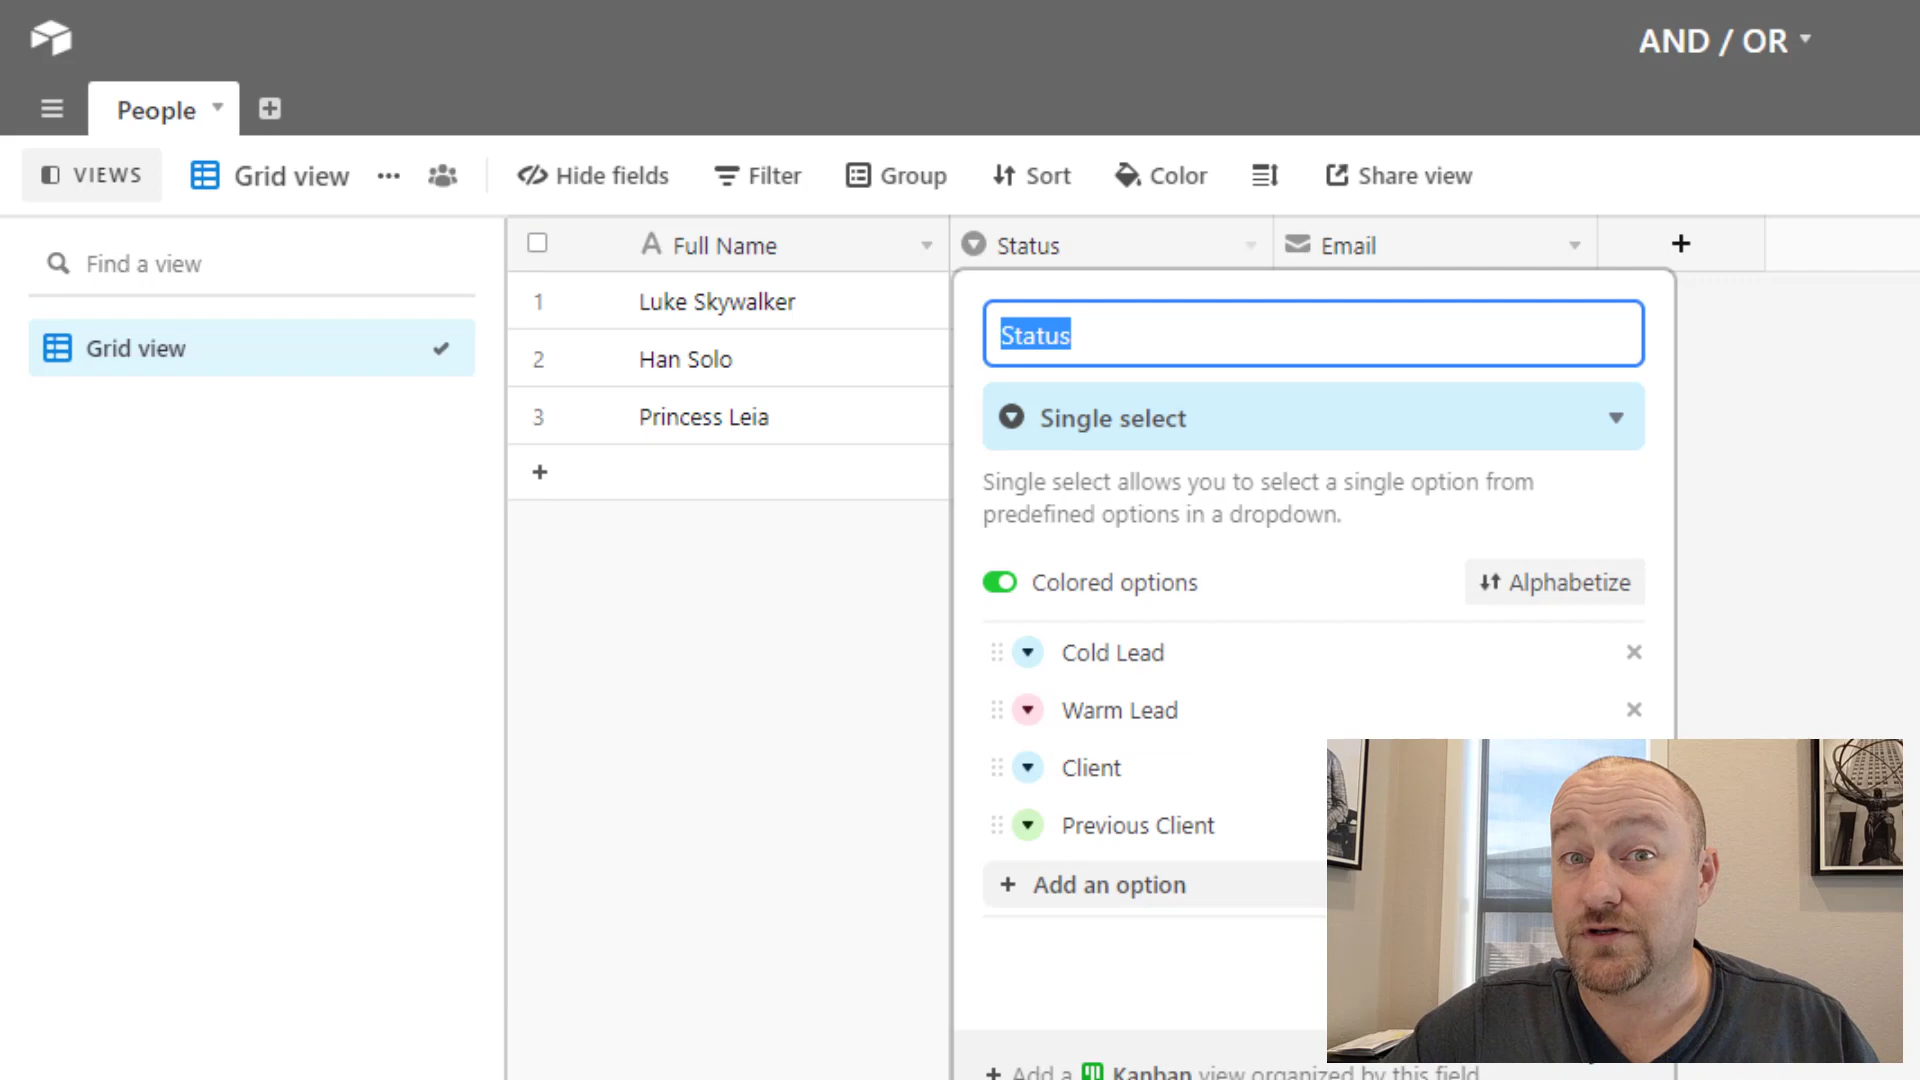 AND / OR
People
VIEWS
Grid view
Hide fields
Filter
Group
Sort
Color
Share view
Find a view
Grid view
Full Name
Status
Email
1 Luke Skywalker
2 Han Solo
3 Princess Leia
+
Status
Single select
Single select allows you to select a single option from
predefined options in a dropdown.
Colored options
Alphabetize
Cold Lead
Warm Lead
Client
Previous Client
+ Add an option
+ Add a Kanban view organized by this field